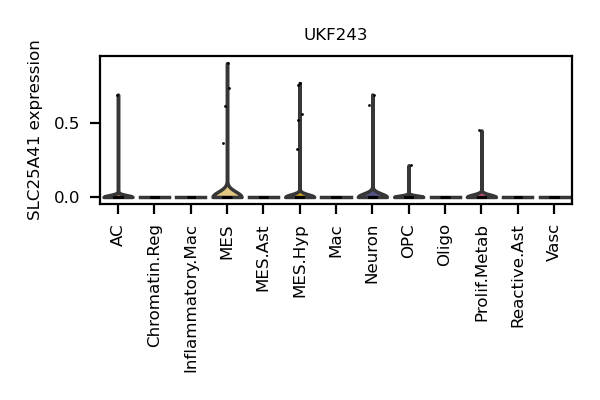 UKF243
SLC25A41 expression
0.5
0.0
AC
Chromatin.Reg
Inflammatory.Mac
MES
MES.Ast
MES.Hyp
Mac
Neuron
OPC
Oligo
Prolif.Metab
Reactive.Ast
Vasc